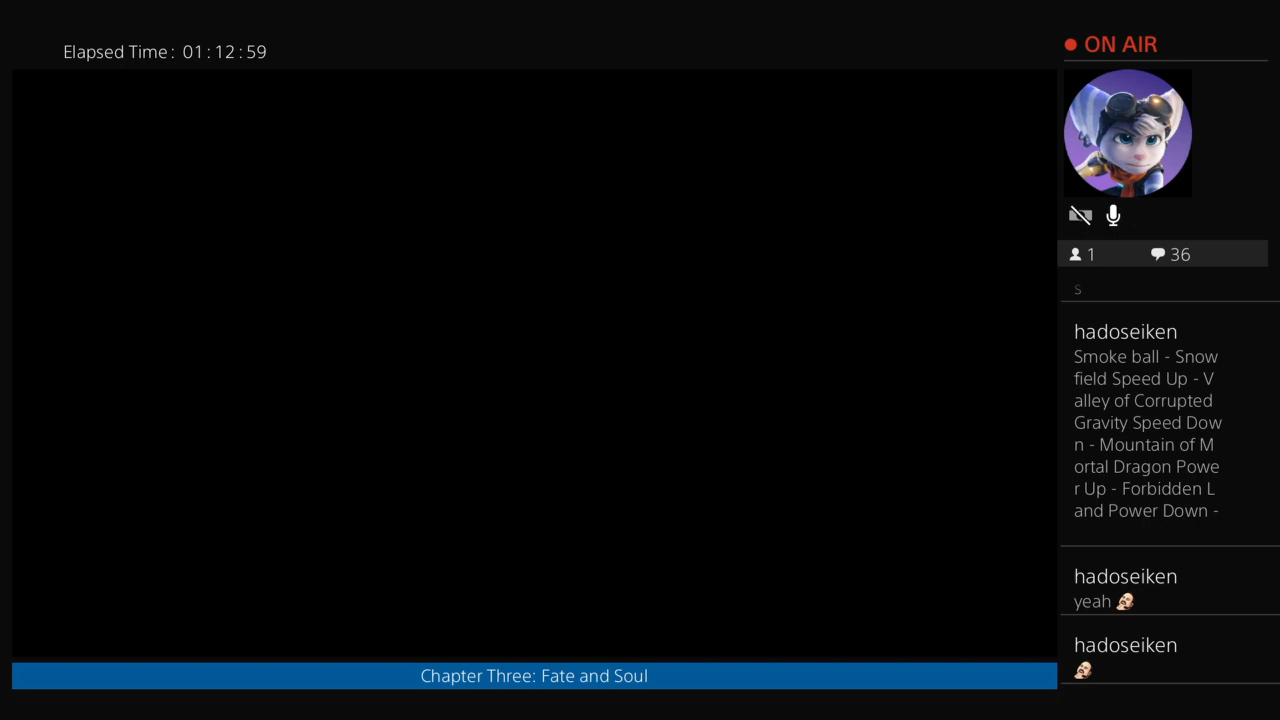 Elapsed Time: 01:12:59
ON AIR
1 36
s
hadoseiken
Smoke ball - Snow
field Speed Up - V
alley of Corrupted
Gravity Speed Dow
n - Mountain of M
ortal Dragon Powe
r Up - Forbidden L
and Power Down -
hadoseiken
yeah
hadoseiken
Chapter Three: Fate and Soul